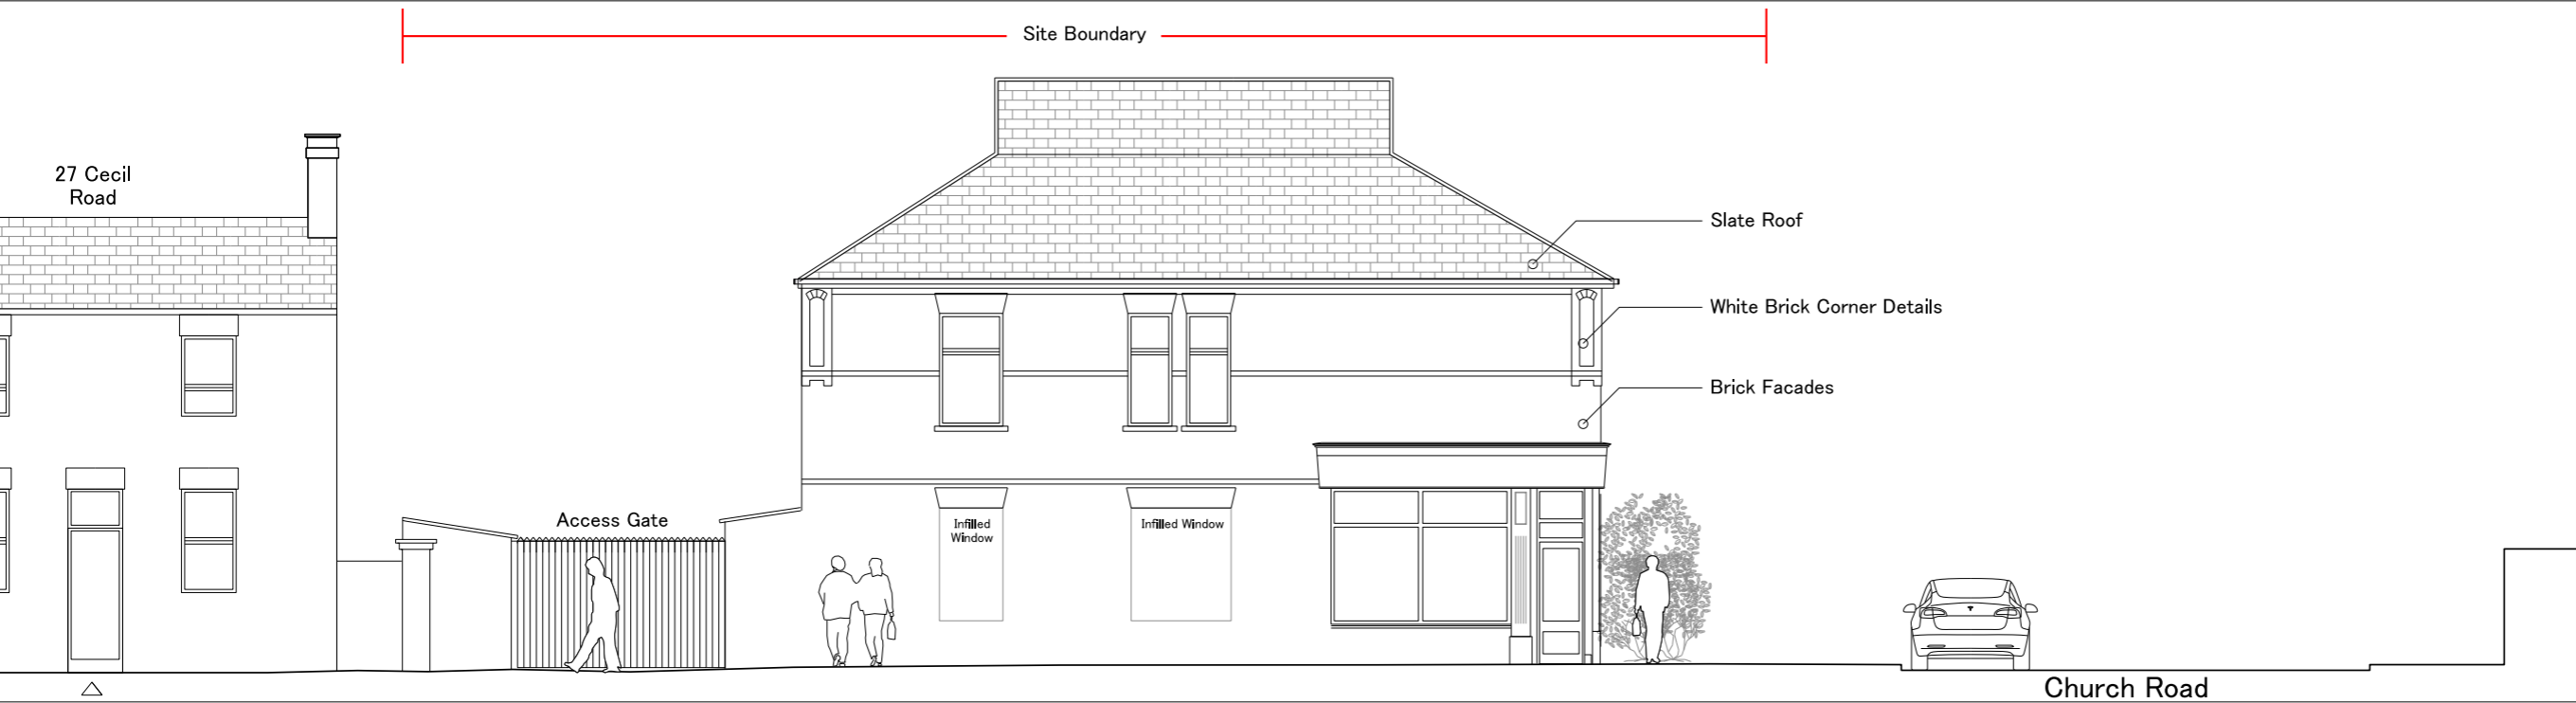 Site Boundary
27 Cecil
Road
Slate Roof
White Brick Corner Details
Brick Facades
Access Gate
Infilled
Window
Infilled Window
Church Road